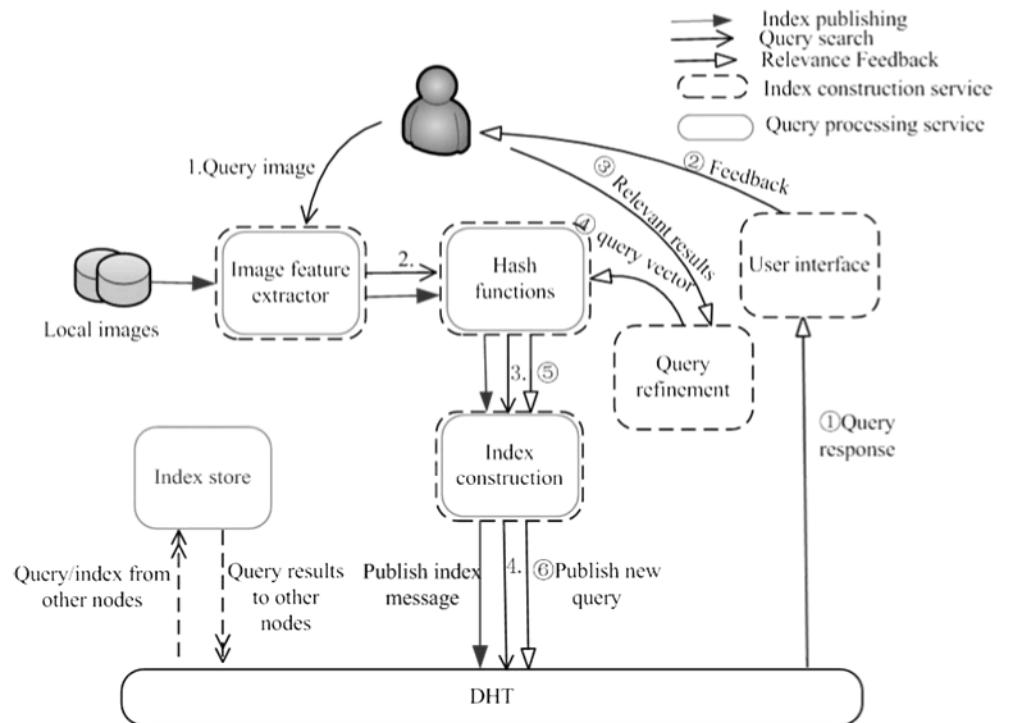 Index publishing
Query search
Relevance Feedback
Index construction service
Query processing service
1.Query image
② Feedback
③ Relevant results
④ query vector
Local images
Image feature
extractor
2.
Hash
functions
User interface
Query
refinement
3.
⑤
①Query
response
Index store
Index
construction
Query/index from
other nodes
Query results
to other
nodes
Publish index
message
4.
⑥Publish new
query
DHT